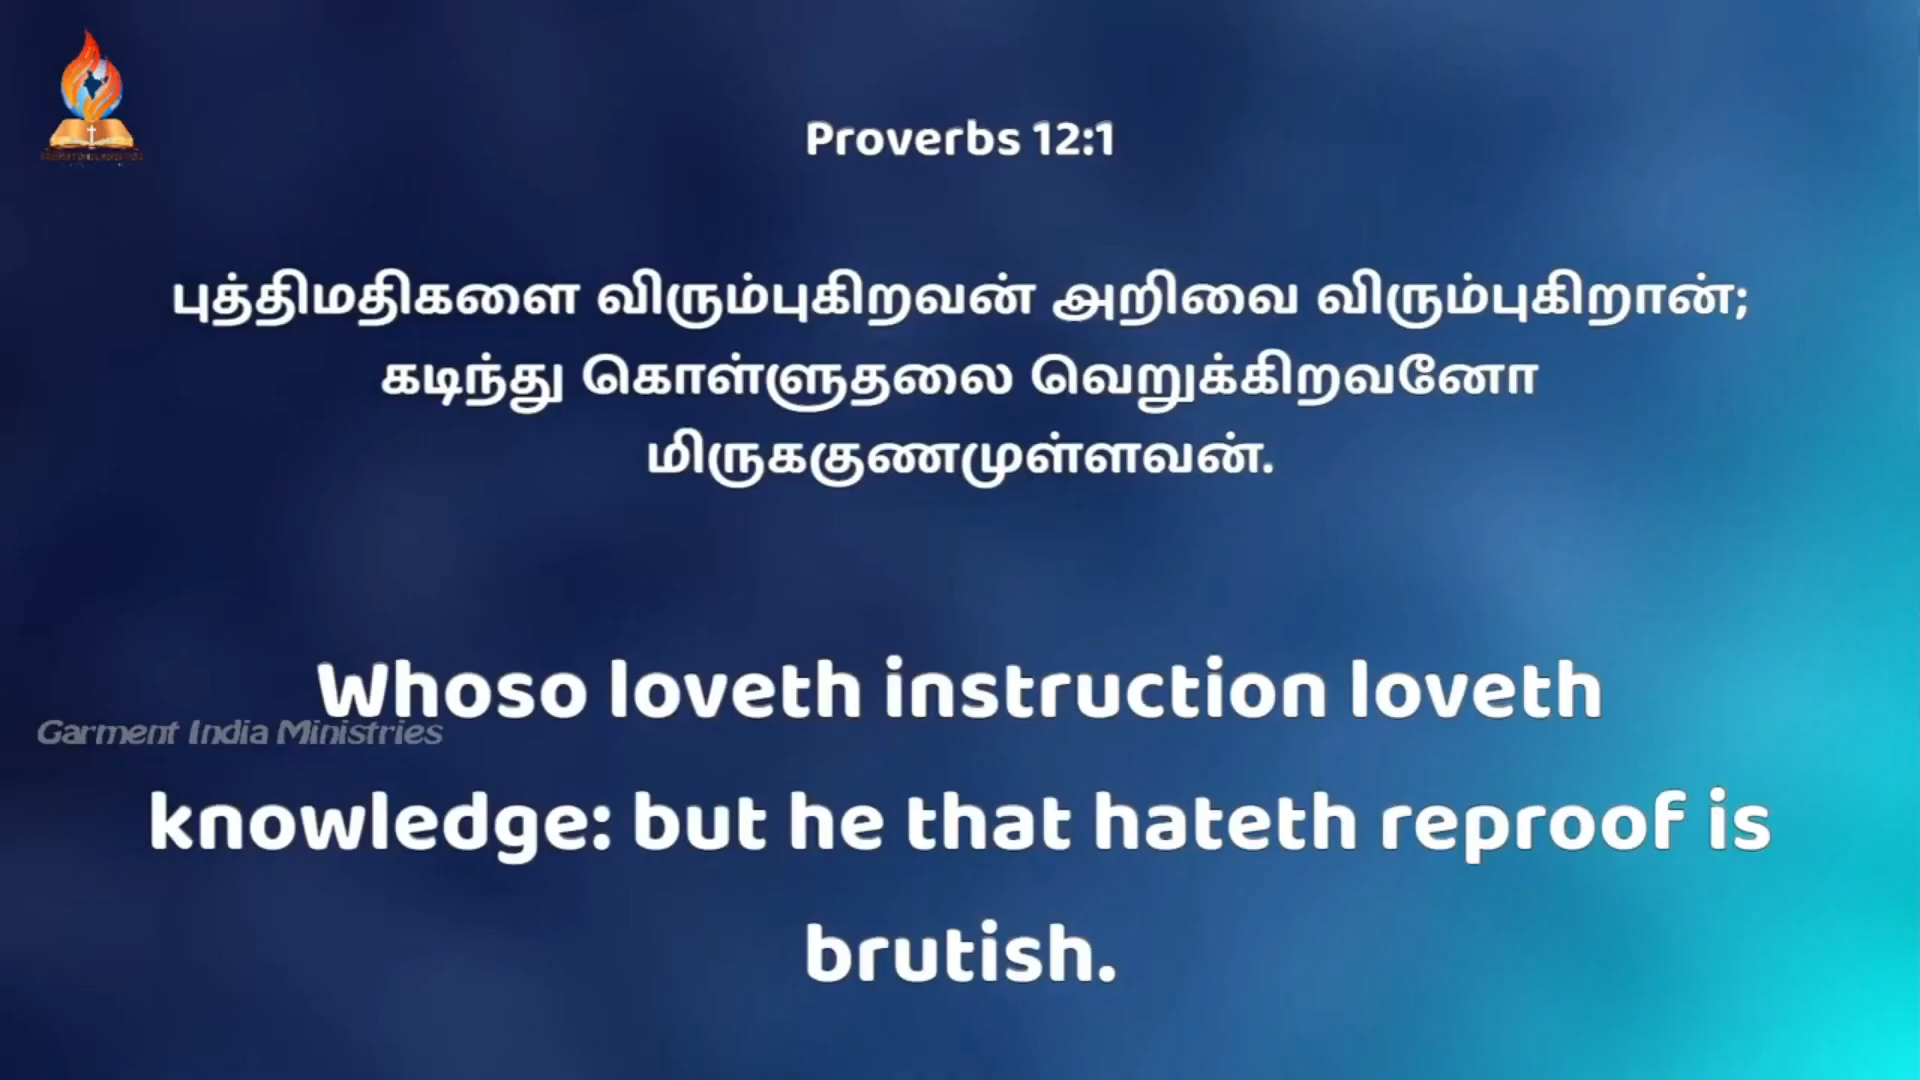 Proverbs 12:1
புத்திமதிகளை விரும்புகிறவன் அறிவை விரும்புகிறான்;
கடிந்து கொள்ளுதலை வெறுக்கிறவனோ
மிருககுணமுள்ளவன்.
Whoso loveth instruction loveth
Garment India Ministries
knowledge: but he that hateth reproof is
brutish.